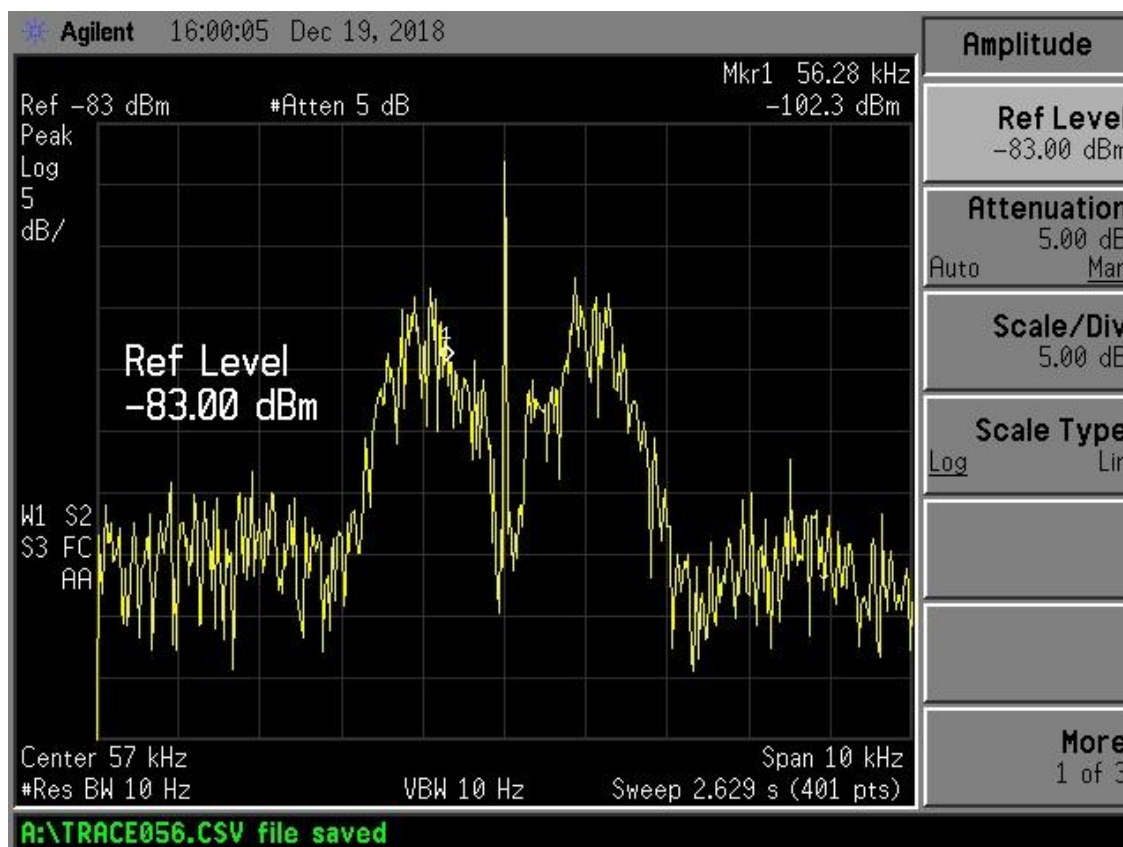 Agilent 16:00:05 Dec 19, 2018
Mkr1 56.28 kHz
Ref -83 dBm #Atten 5 dB -102.3 dBm
Peak
Log
5
dB/
1
Ref Level
-83.00 dBm
W1 S2
S3 FC
AA
Center 57 kHz Span 10 kHz
#Res BW 10 Hz VBW 10 Hz Sweep 2.629 s (401 pts)
A:\TRACE056.CSV file saved
Amplitude
Ref Level
-83.00 dBm
Attenuation
5.00 dB
Auto Man
Scale/Div
5.00 dB
Scale Type
Log Lin
More
1 of 3